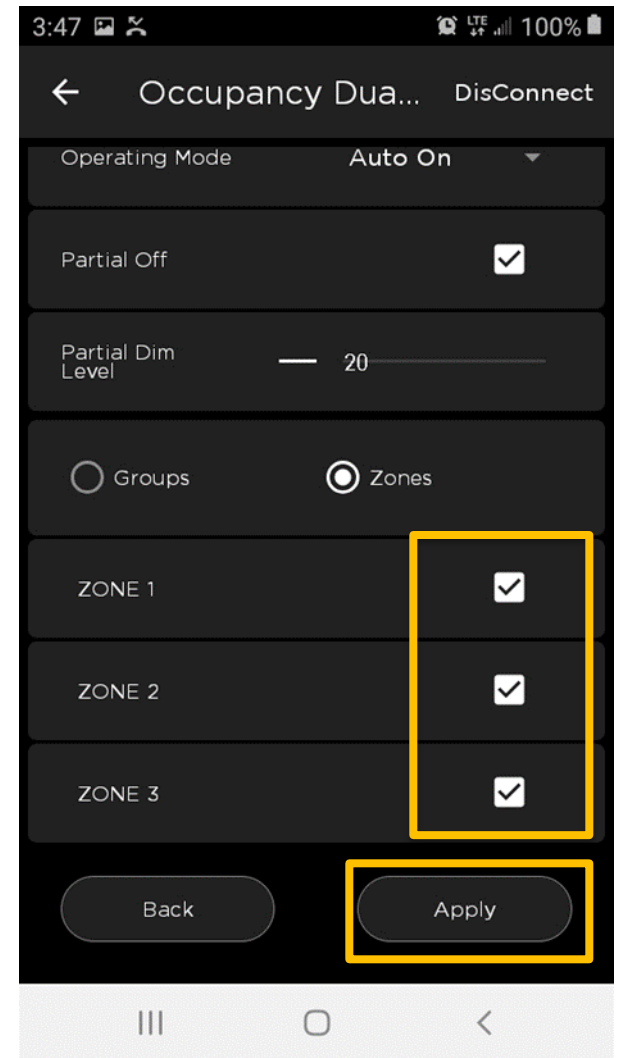 3:47 LTE 100%
Occupancy Dua... DisConnect
Operating Mode Auto On
Partial Off
Partial Dim
Level
20
Groups Zones
ZONE 1
ZONE 2
ZONE 3
Back Apply